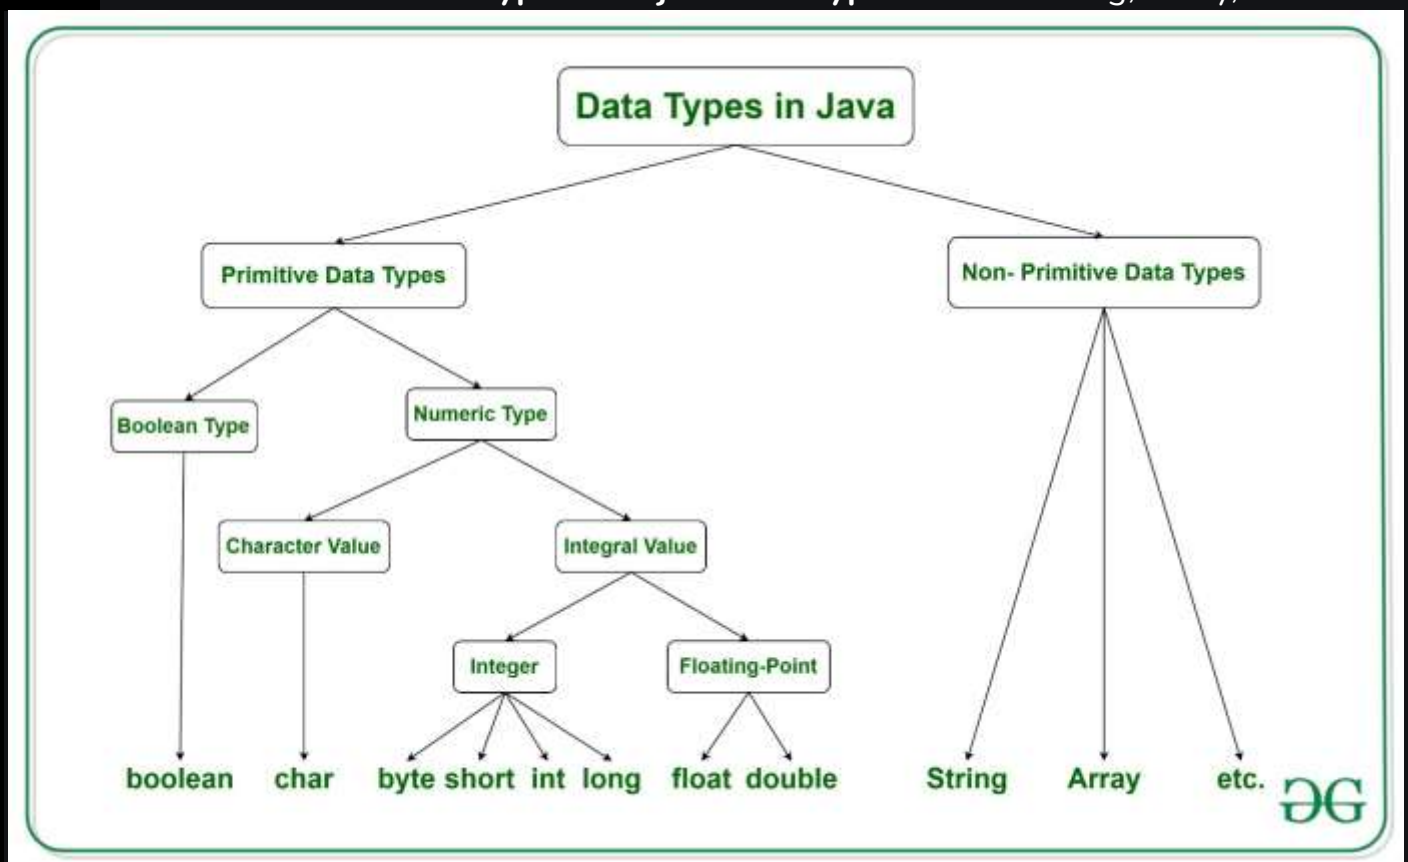 Data Types in Java
Primitive Data Types
Non- Primitive Data Types
Boolean Type
Numeric Type
Character Value
Integral Value
Integer
Floating-Point
boolean char byte short int long float double String Array etc.